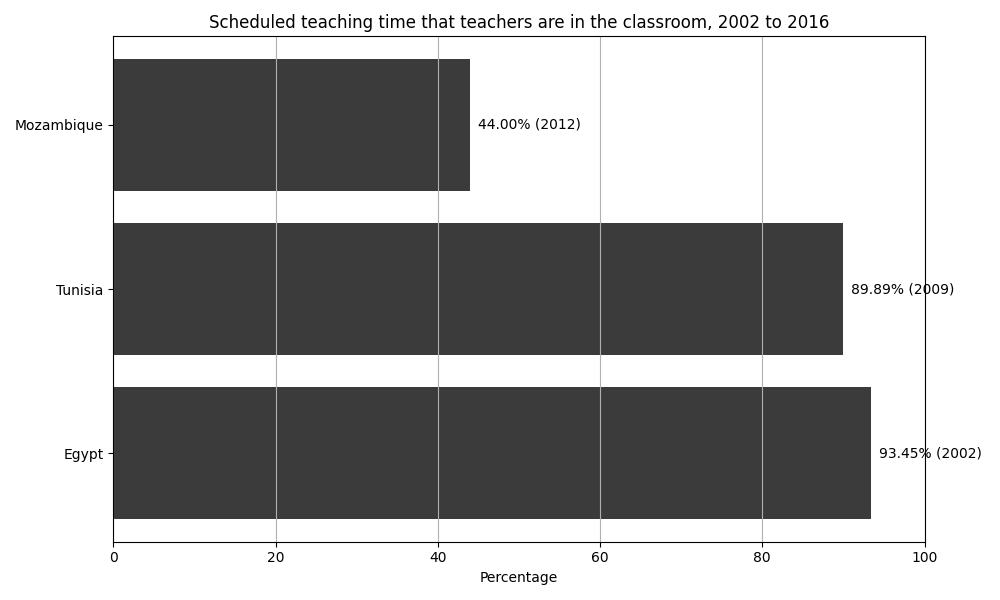 Scheduled teaching time that teachers are in the classroom, 2002 to 2016
Mozambique
44.00% (2012)
Tunisia
89.89% (2009)
Egypt
93.45% (2002)
0 20 40 60 80 100
Percentage